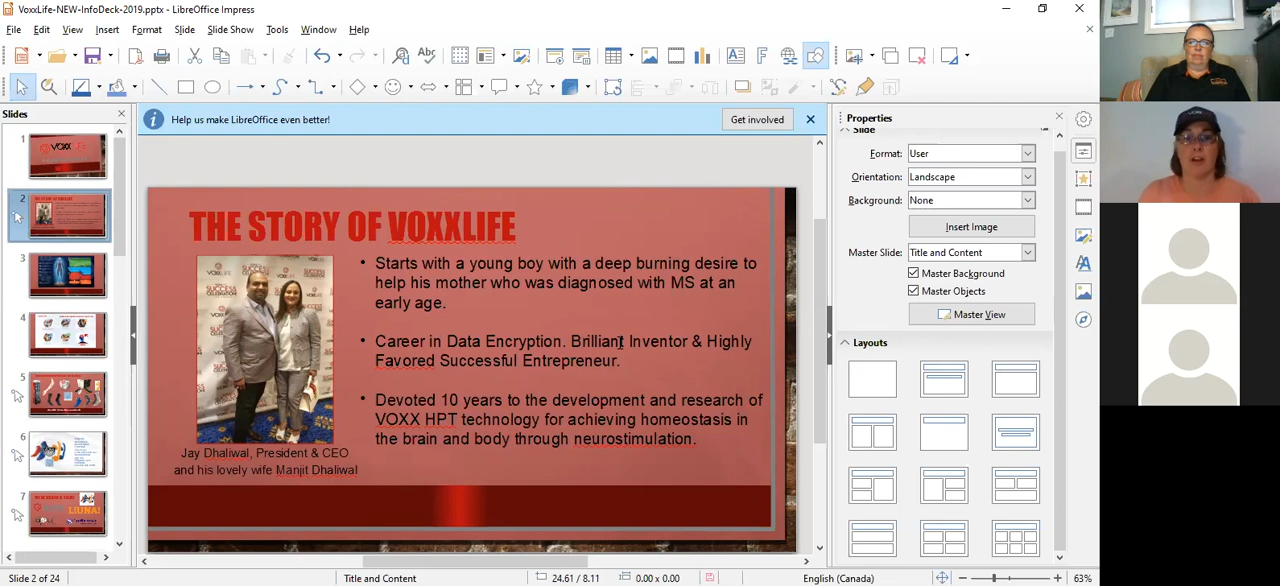 VoxxLife-NEW-InfoDeck-2019.pptx - LibreOffice Impress
File Edit View Insert Format Slide Slide Show Tools Window Help
Slides
Help us make LibreOffice even better!
Get involved
Properties
1
2
3
4
5
6
7
THE STORY OF VOXXLIFE
Starts with a young boy with a deep burning desire to
help his mother who was diagnosed with MS at an
early age.
Career in Data Encryption. Brilliant Inventor & Highly
Favored Successful Entrepreneur.
Devoted 10 years to the development and research of
VOXX HPT technology for achieving homeostasis in
the brain and body through neurostimulation.
Jay Dhaliwal, President & CEO
and his lovely wife Manjit Dhaliwal
Slide
Format: User
Orientation: Landscape
Background: None
Insert Image
Master Slide: Title and Content
Master Background
Master Objects
Master View
Layouts
Slide 2 of 24
Title and Content
24.61 / 8.11
0.00 x 0.00
English (Canada)
63%